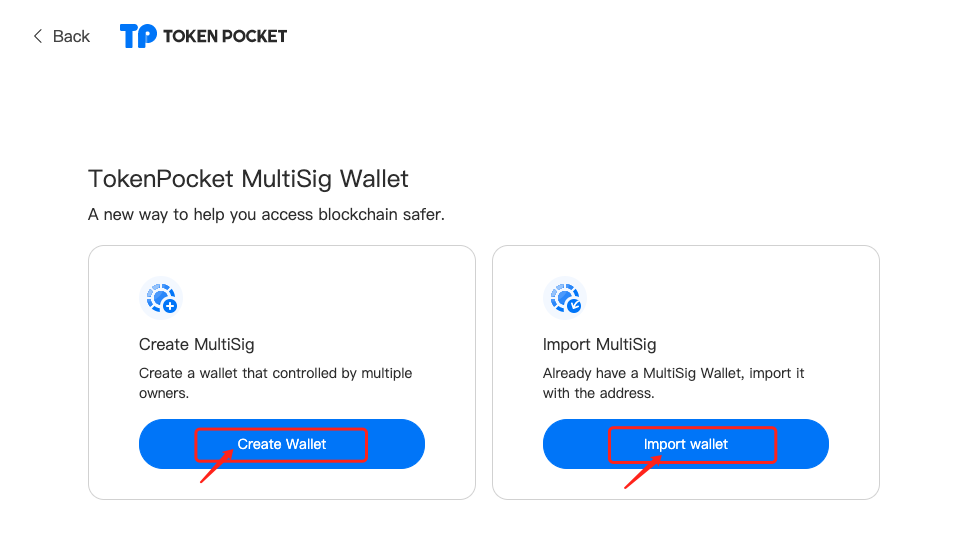 Back
TP TOKEN POCKET
TokenPocket MultiSig Wallet
A new way to help you access blockchain safer.
Create MultiSig
Create a wallet that controlled by multiple
owners.
Create Wallet
Import MultiSig
Already have a MultiSig Wallet, import it
with the address.
Import wallet